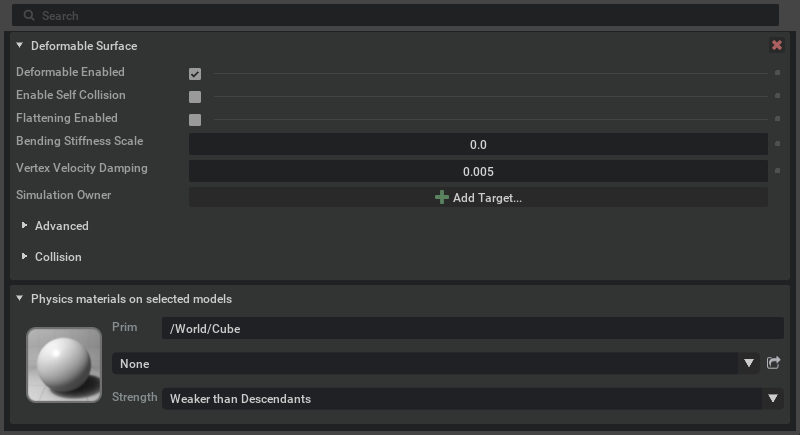 Search
Deformable Surface
Deformable Enabled
Enable Self Collision
Flattening Enabled
Bending Stiffness Scale 0.0
Vertex Velocity Damping 0.005
Simulation Owner Add Target...
Advanced
Collision
Physics materials on selected models
Prim /World/Cube
None
Strength Weaker than Descendants